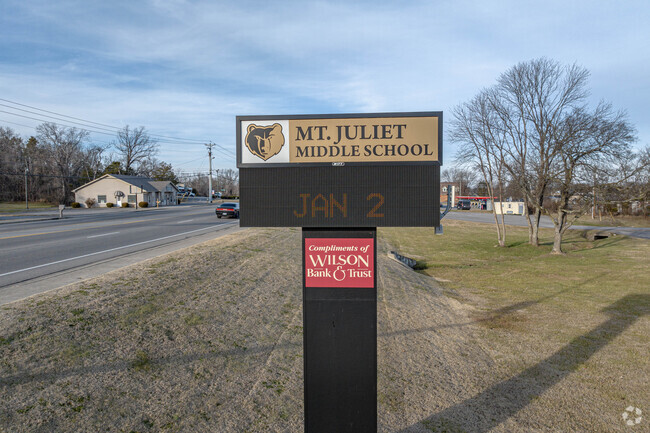 MT. JULIET
MIDDLE SCHOOL
JAN 2
Compliments of
WILSON
Bank & Trust